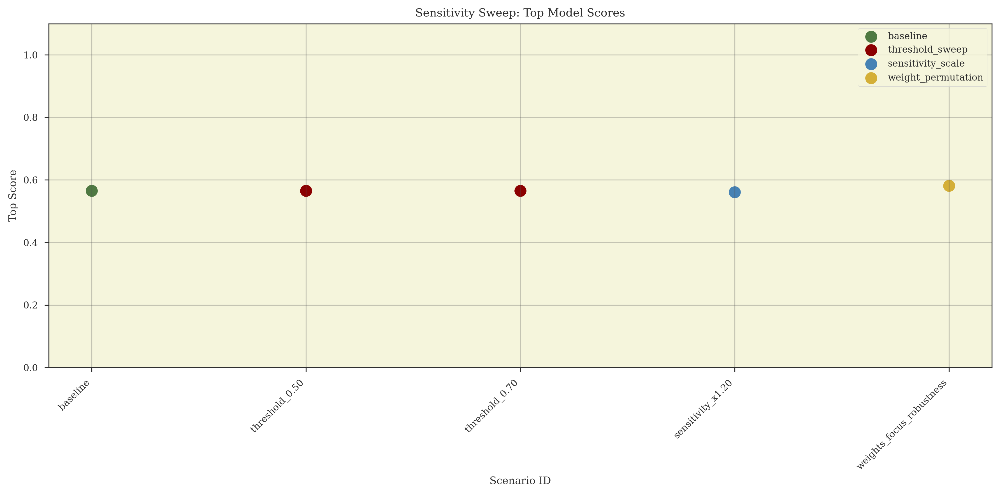 Sensitivity Sweep: Top Model Scores
baseline
threshold_sweep
sensitivity_scale
weight_permutation
Top Score
1.0
0.8
0.6
0.4
0.2
0.0
baseline
threshold_0.50
threshold_0.70
sensitivity_x1.20
weights_focus_robustness
Scenario ID